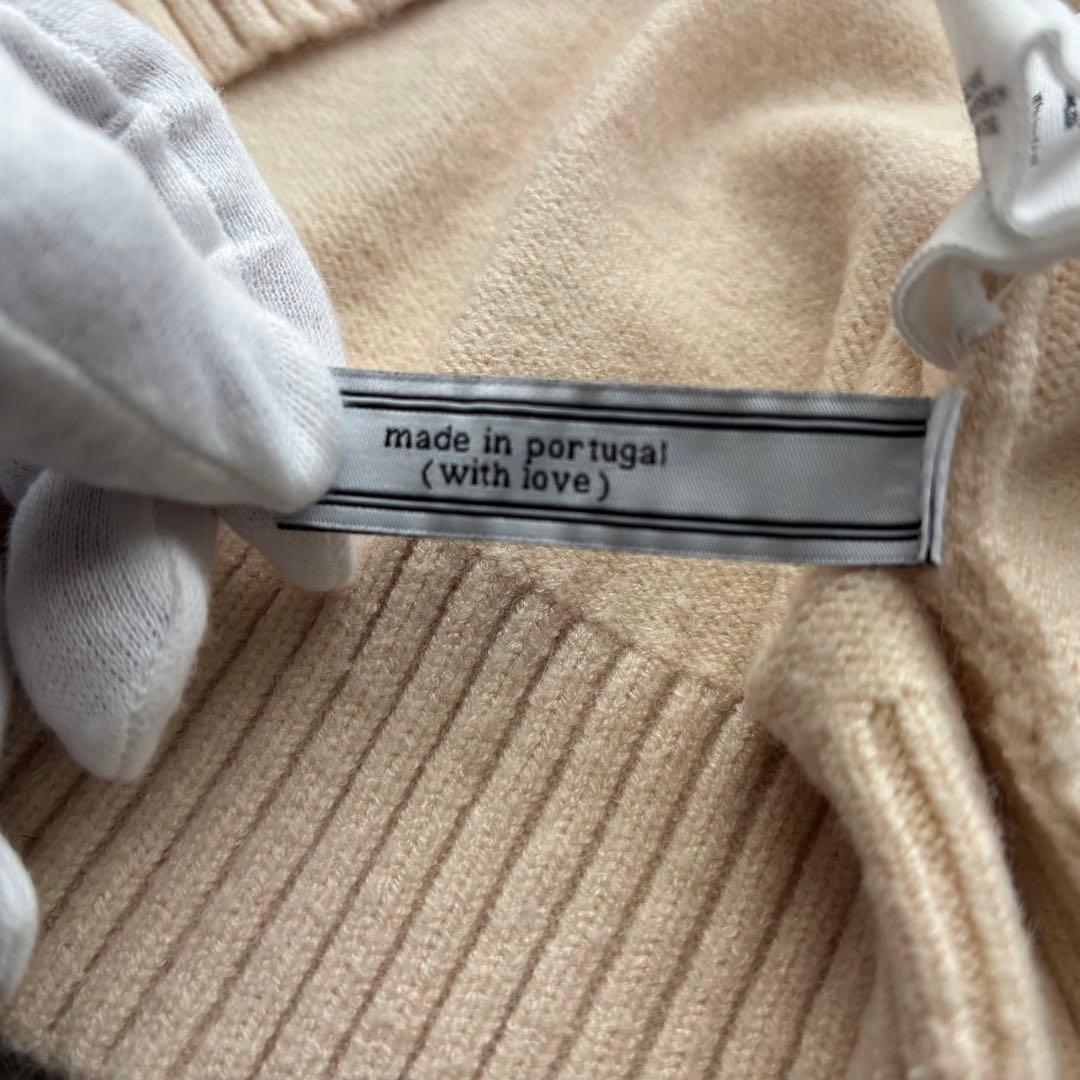 made in portugal
(with love)